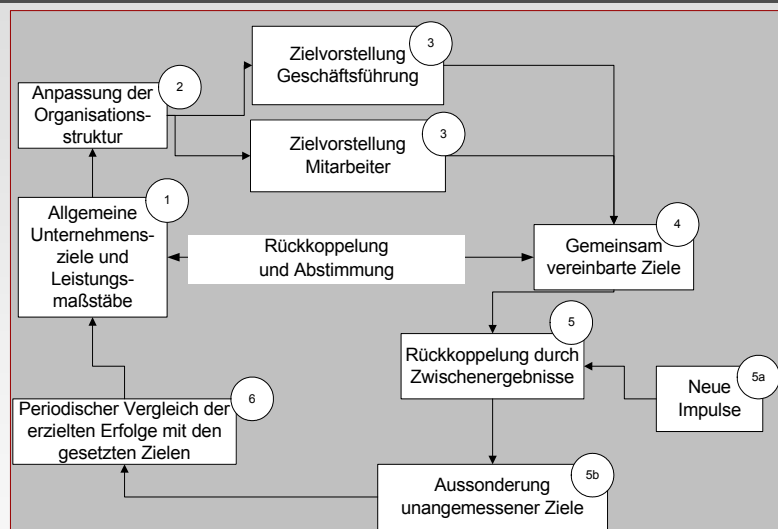 3
Zielvorstellung
Geschäftsführung
2
Anpassung der
Organisations-
struktur
3
Zielvorstellung
Mitarbeiter
1
Allgemeine
Unternehmens-
ziele und
Leistungs-
maßstäbe
Rückkoppelung
und Abstimmung
4
Gemeinsam
vereinbarte Ziele
5
Rückkoppelung durch
Zwischenergebnisse
5a
Neue
Impulse
6
Periodischer Vergleich der
erzielten Erfolge mit den
gesetzten Zielen
5b
Aussonderung
unangemessener Ziele